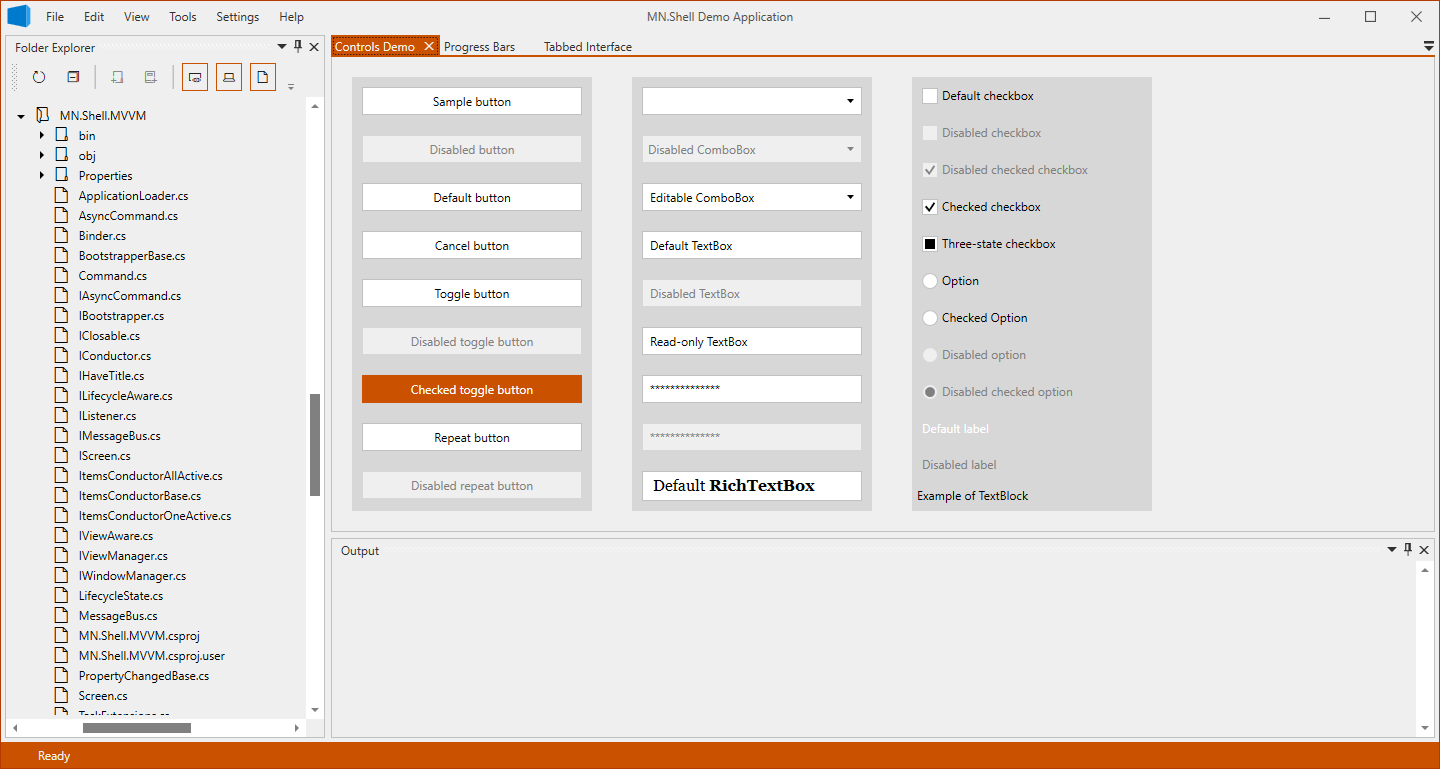 File Edit View Tools Settings Help MN.Shell Demo Application
Folder Explorer
MN.Shell.MVVM
bin
obj
Properties
ApplicationLoader.cs
AsyncCommand.cs
Binder.cs
BootstrapperBase.cs
Command.cs
IAsyncCommand.cs
IBootstrapper.cs
IClosable.cs
IConductor.cs
IHaveTitle.cs
ILifecycleAware.cs
IListener.cs
IMessageBus.cs
IScreen.cs
ItemsConductorAllActive.cs
ItemsConductorBase.cs
ItemsConductorOneActive.cs
IViewAware.cs
IViewManager.cs
IWindowManager.cs
LifecycleState.cs
MessageBus.cs
MN.Shell.MVVM.csproj
MN.Shell.MVVM.csproj.user
PropertyChangedBase.cs
Screen.cs
Controls Demo Progress Bars Tabbed Interface
Sample button
Disabled button
Default button
Cancel button
Toggle button
Disabled toggle button
Checked toggle button
Repeat button
Disabled repeat button
Disabled ComboBox
Editable ComboBox
Default TextBox
Disabled TextBox
Read-only TextBox
**************
**************
Default RichTextBox
Default checkbox
Disabled checkbox
Disabled checked checkbox
Checked checkbox
Three-state checkbox
Option
Checked Option
Disabled option
Disabled checked option
Default label
Disabled label
Example of TextBlock
Output
Ready